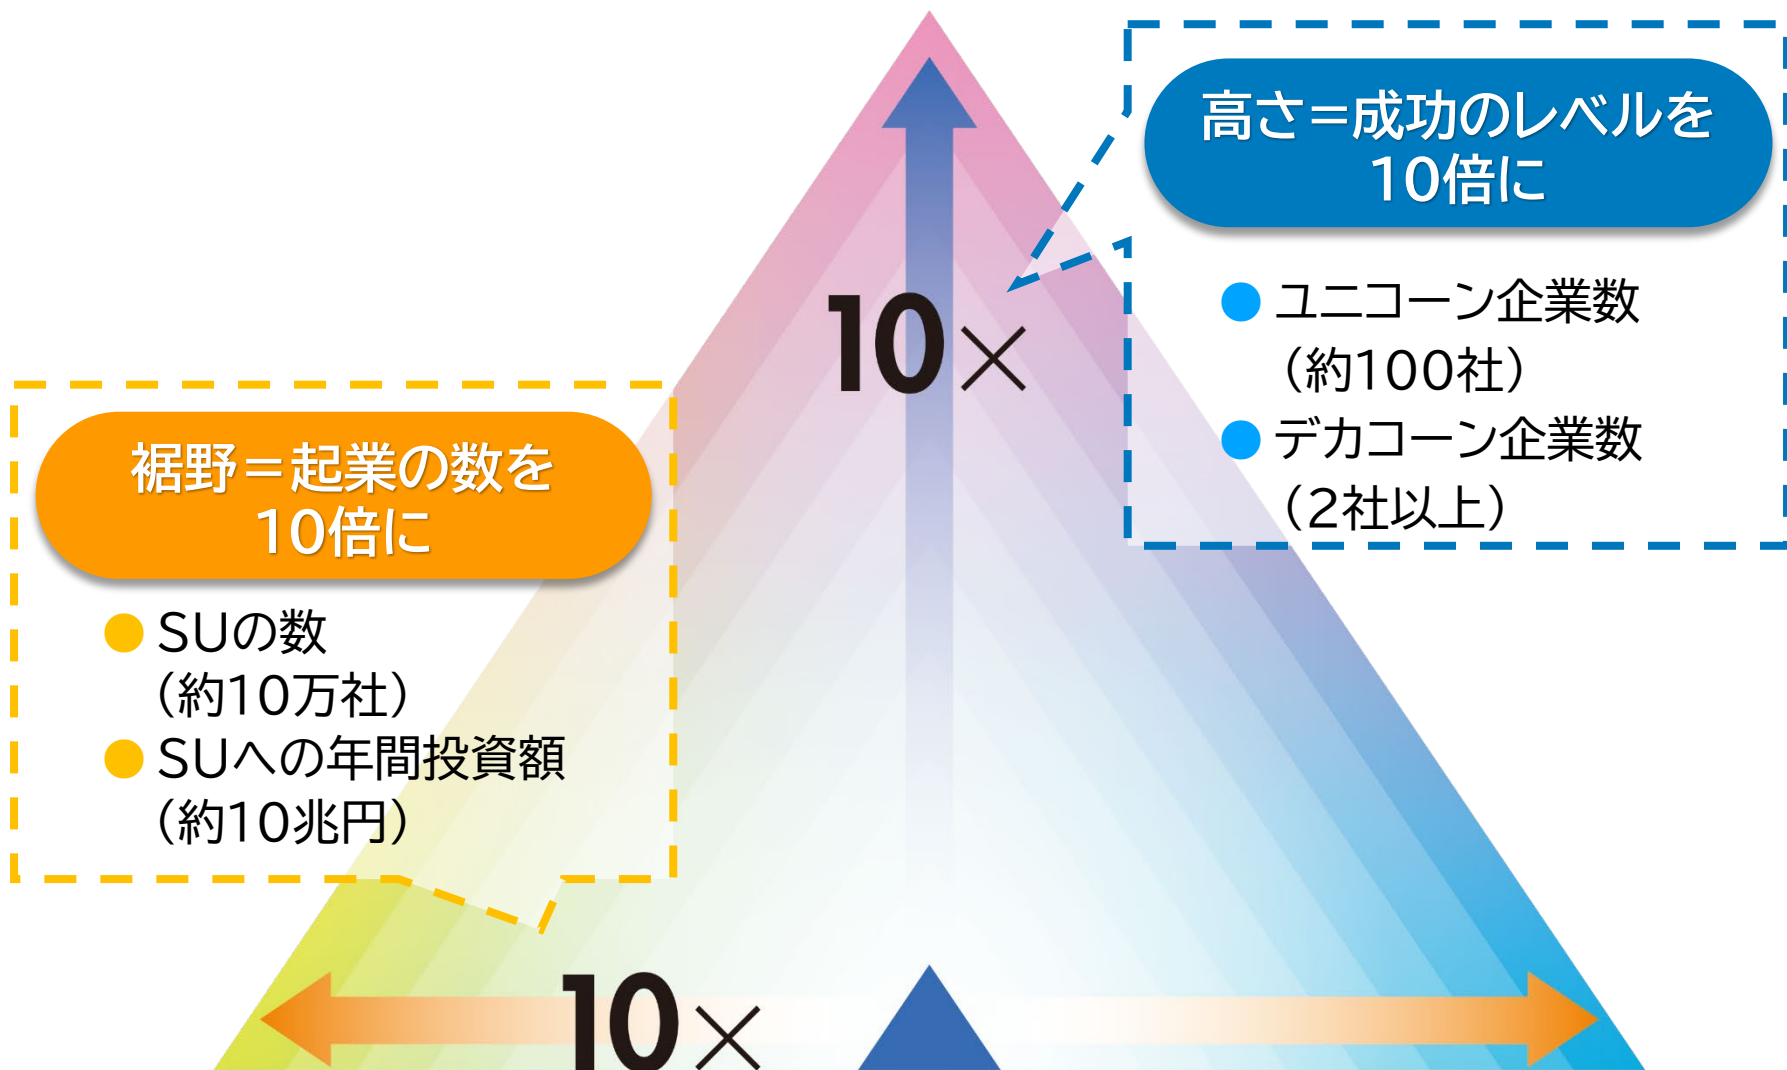 高さ＝成功のレベルを
10倍に
● ユニコーン企業数
（約100社）
● デカコーン企業数
（2社以上）
10×
裾野＝起業の数を
10倍に
● SUの数
（約10万社）
● SUへの年間投資額
（約10兆円）
10×